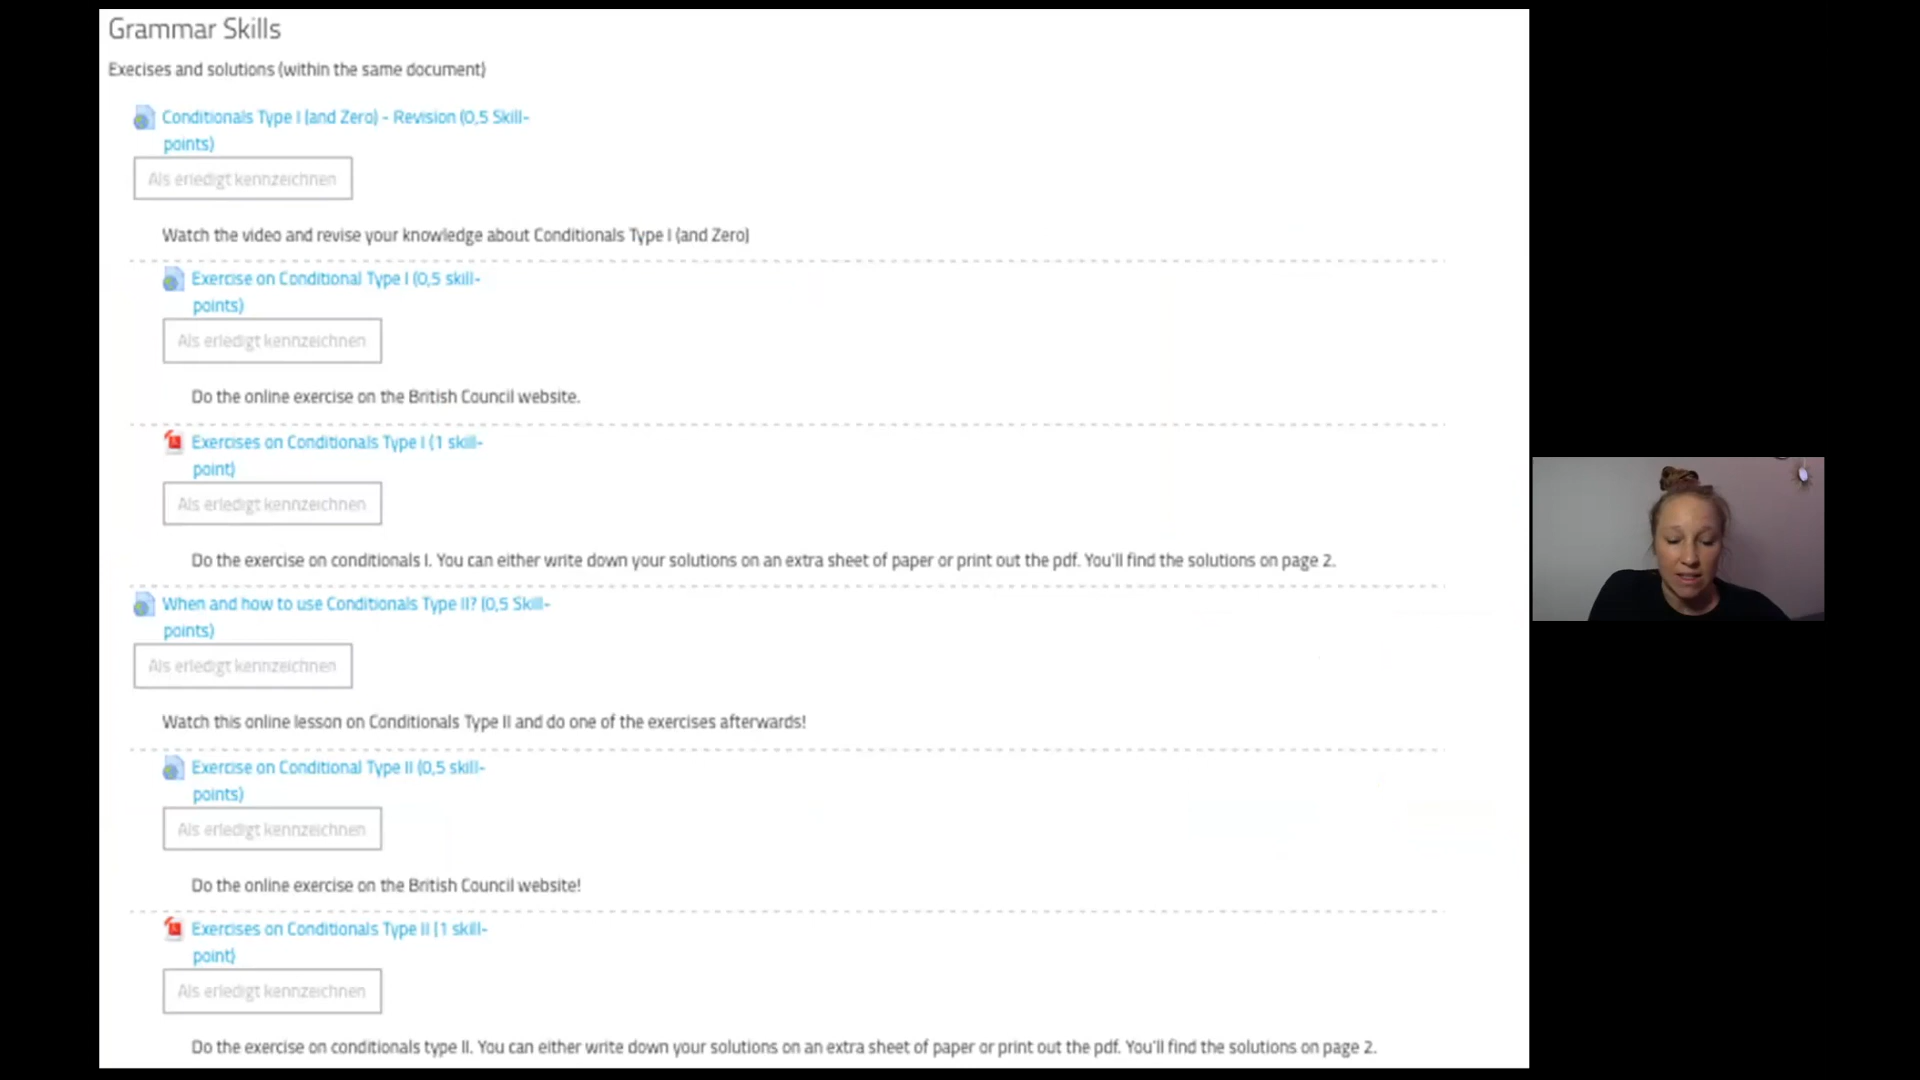 Grammar Skills
Execises and solutions (within the same document)
Conditionals Type I (and Zero) - Revision (0,5 Skill-
points)
Als erledigt kennzeichnen
Watch the video and revise your knowledge about Conditionals Type I (and Zero)
Exercise on Conditional Type I (0,5 skill-
points)
Als erledigt kennzeichnen
Do the online exercise on the British Council website.
Exercises on Conditionals Type I (1 skill-
point)
Als erledigt kennzeichnen
Do the exercise on conditionals I. You can either write down your solutions on an extra sheet of paper or print out the pdf. You'll find the solutions on page 2.
When and how to use Conditionals Type II? (0,5 Skill-
points)
Als erledigt kennzeichnen
Watch this online lesson on Conditionals Type II and do one of the exercises afterwards!
Exercise on Conditional Type II (0,5 skill-
points)
Als erledigt kennzeichnen
Do the online exercise on the British Council website!
Exercises on Conditionals Type II (1 skill-
point)
Als erledigt kennzeichnen
Do the exercise on conditionals type II. You can either write down your solutions on an extra sheet of paper or print out the pdf. You'll find the solutions on page 2.